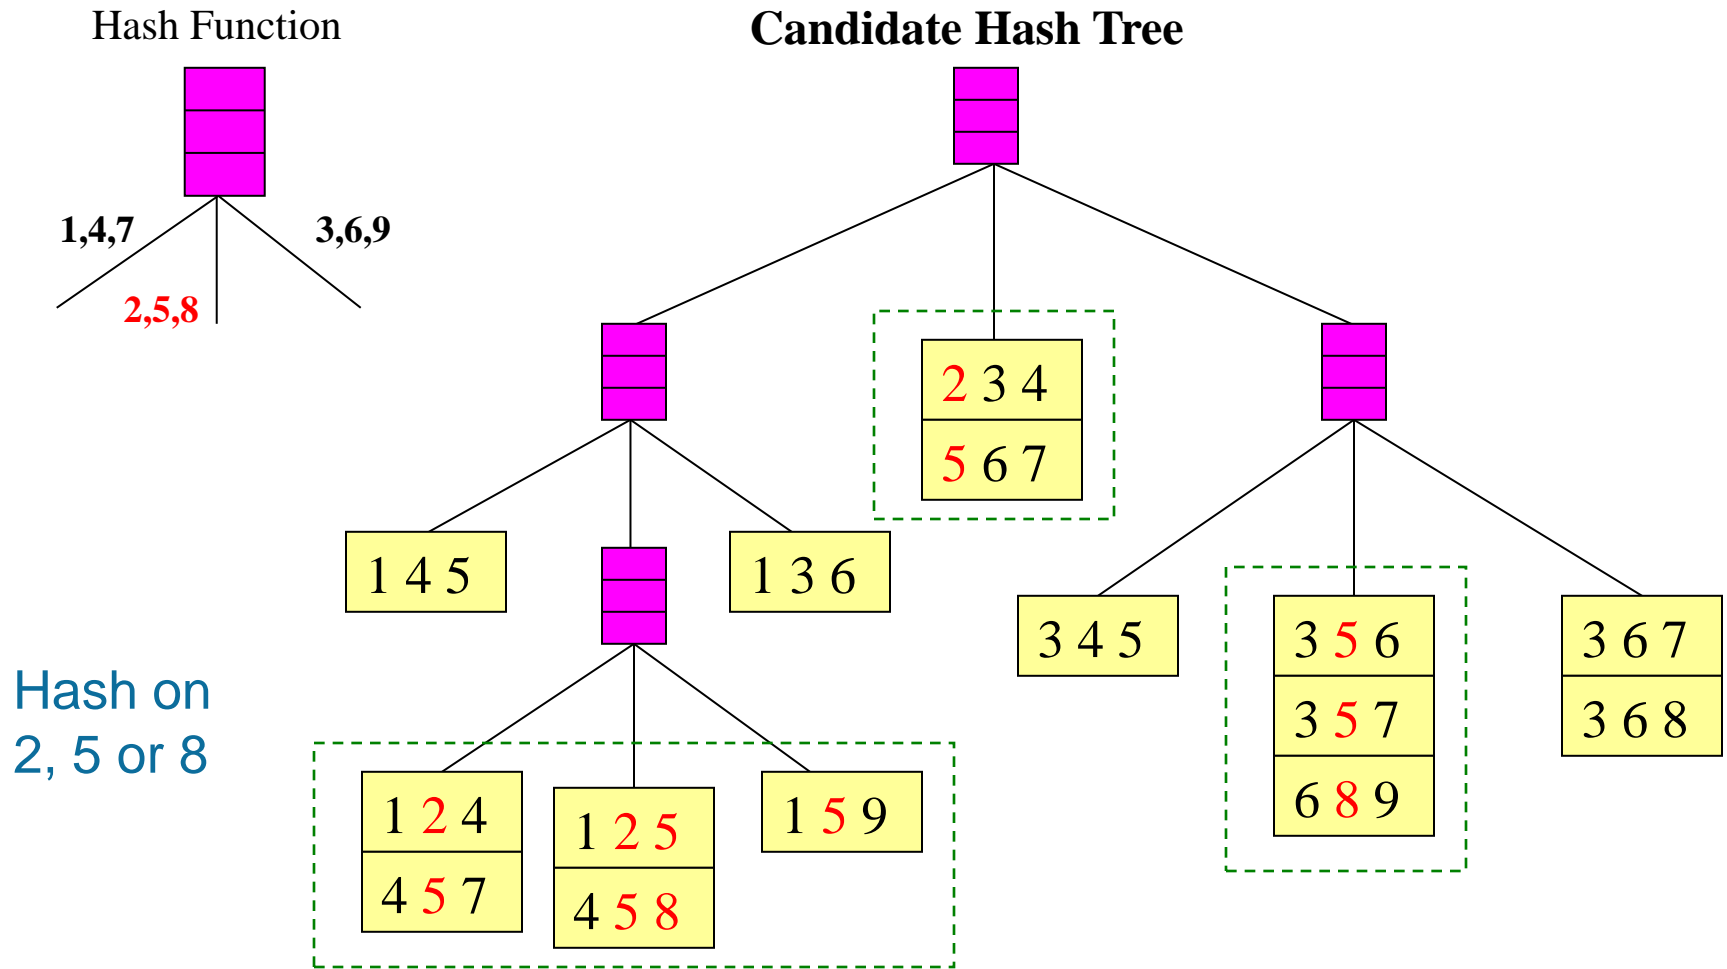 Hash Function
Candidate Hash Tree
1,4,7
3,6,9
2,5,8
2 3 4
5 6 7
1 4 5
1 3 6
3 4 5
3 5 6
3 6 7
3 5 7
3 6 8
6 8 9
Hash on
2, 5 or 8
1 2 4
1 2 5
1 5 9
4 5 7
4 5 8